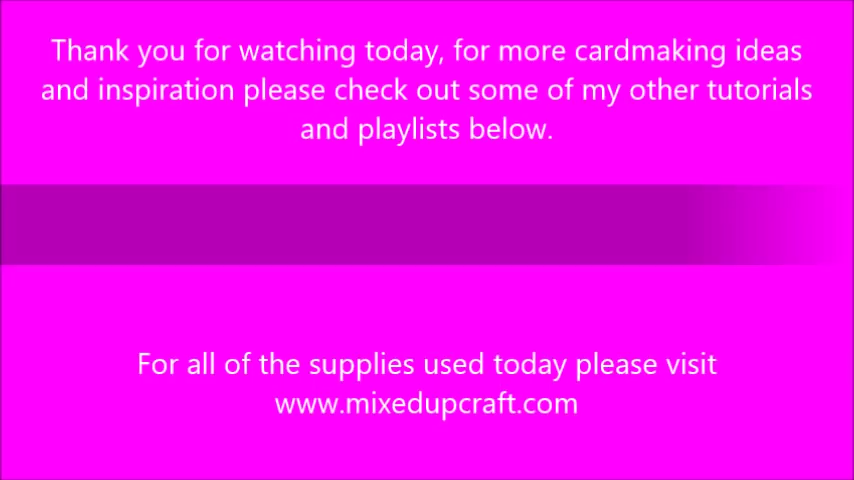 Thank you for watching today, for more cardmaking ideas
and inspiration please check out some of my other tutorials
and playlists below.
For all of the supplies used today please visit
www.mixedupcraft.com